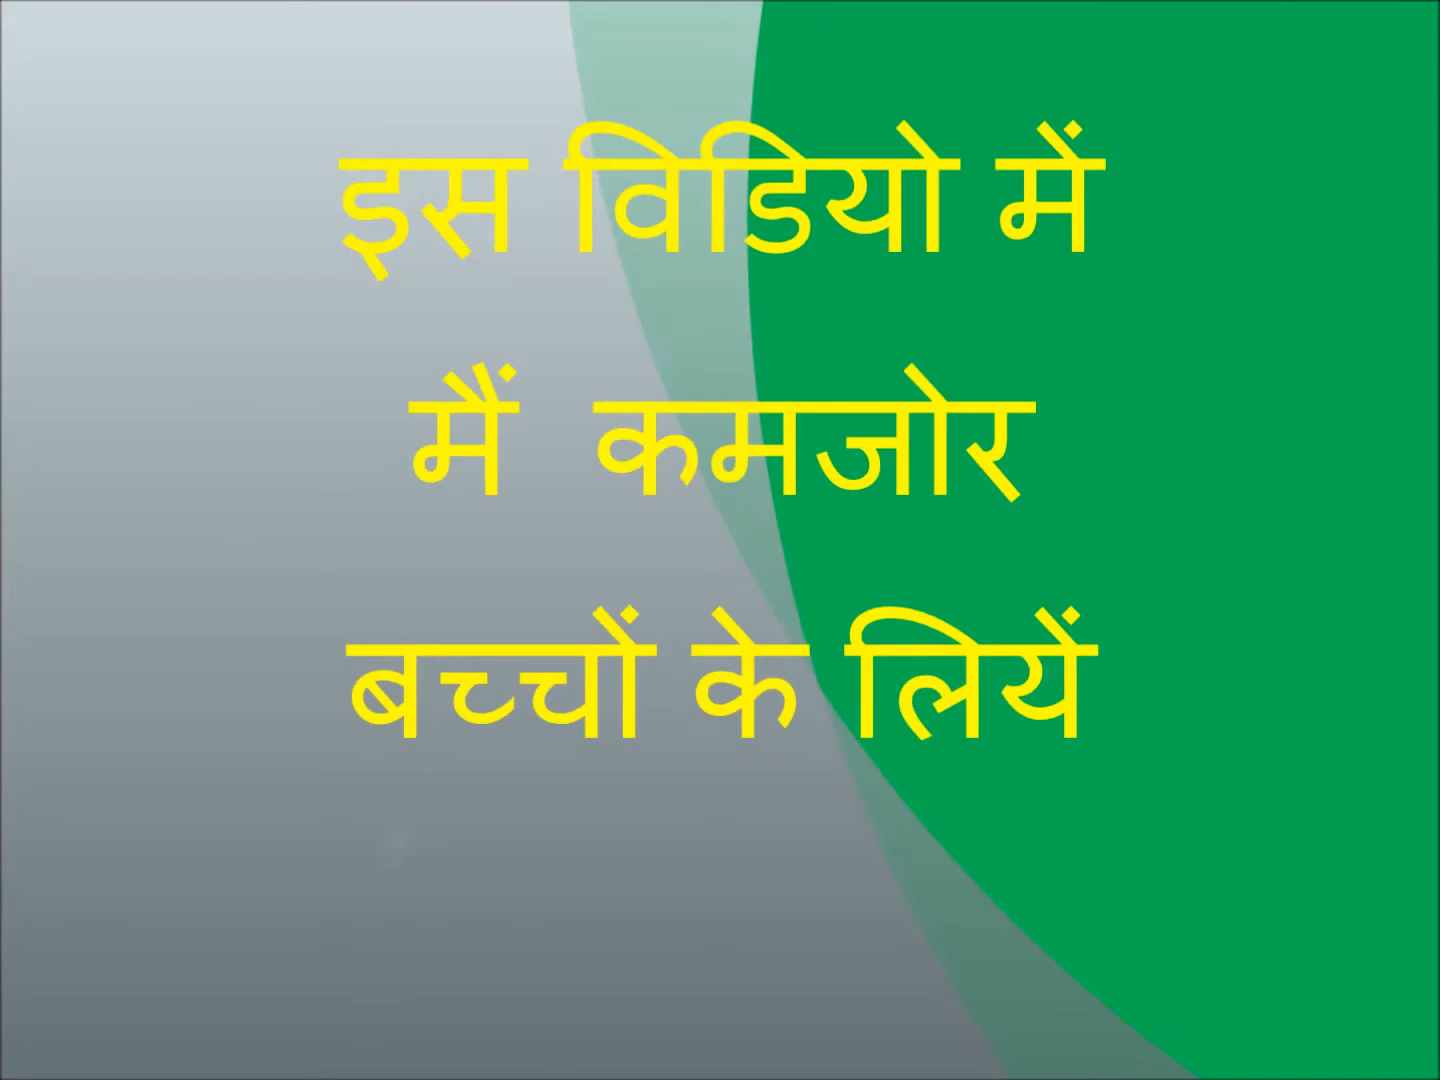 इस विडियो में
मैं कमजोर
बच्चों के लियें